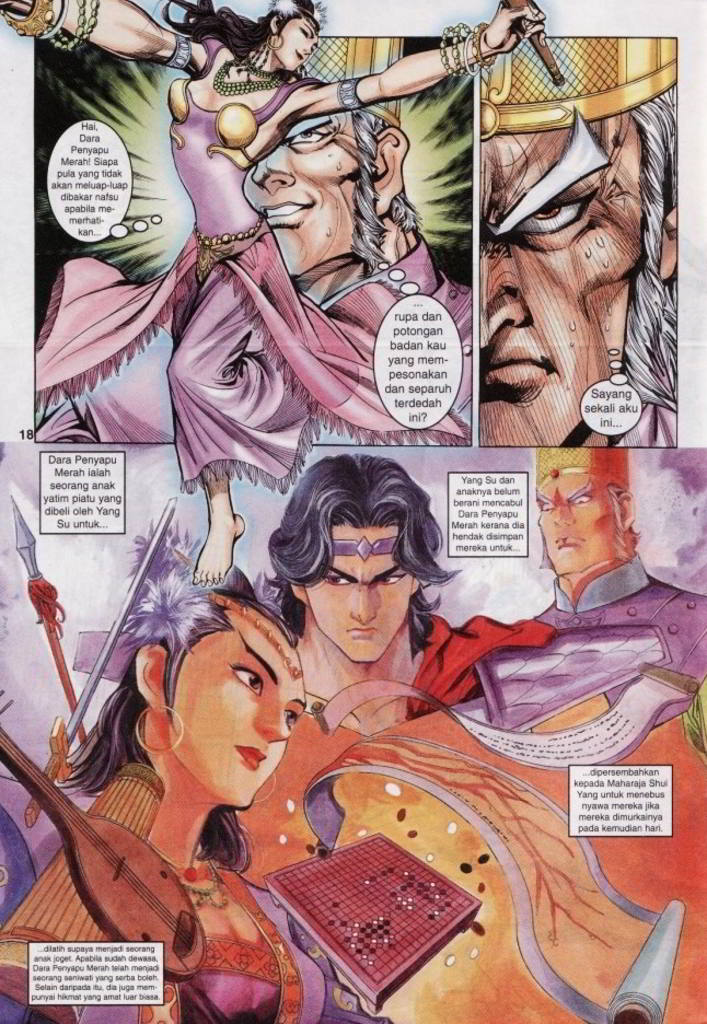 Hai,
Dara
Penyapu
Merah! Siapa
pula yang tidak
akan meluap-luap
dibakar nafsu
apabila me-
merhati-
kan...
...
rupa dan
potongan
badan kau
yang mem-
pesonakan
dan separuh
terdedah
ini?
Sayang
sekali aku
ini...
18
Dara Penyapu
Merah ialah
seorang anak
yatim piatu yang
dibeli oleh Yang
Su untuk...
Yang Su dan
anaknya belum
berani mencabul
Dara Penyapu
Merah kerana dia
hendak disimpan
mereka untuk...
...dipersembahkan
kepada Maharaja Shui
Yang untuk menebus
nyawa mereka jika
mereka dimurkainya
pada kemudian hari.
...dilatih supaya menjadi seorang
anak joget. Apabila sudah dewasa,
Dara Penyapu Merah telah menjadi
seorang seniwati yang serba boleh.
Selain daripada itu, dia juga mem-
punyai hikmat yang amat luar biasa.